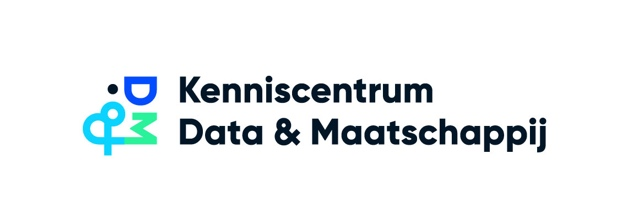 D
& M
Kenniscentrum
Data & Maatschappij